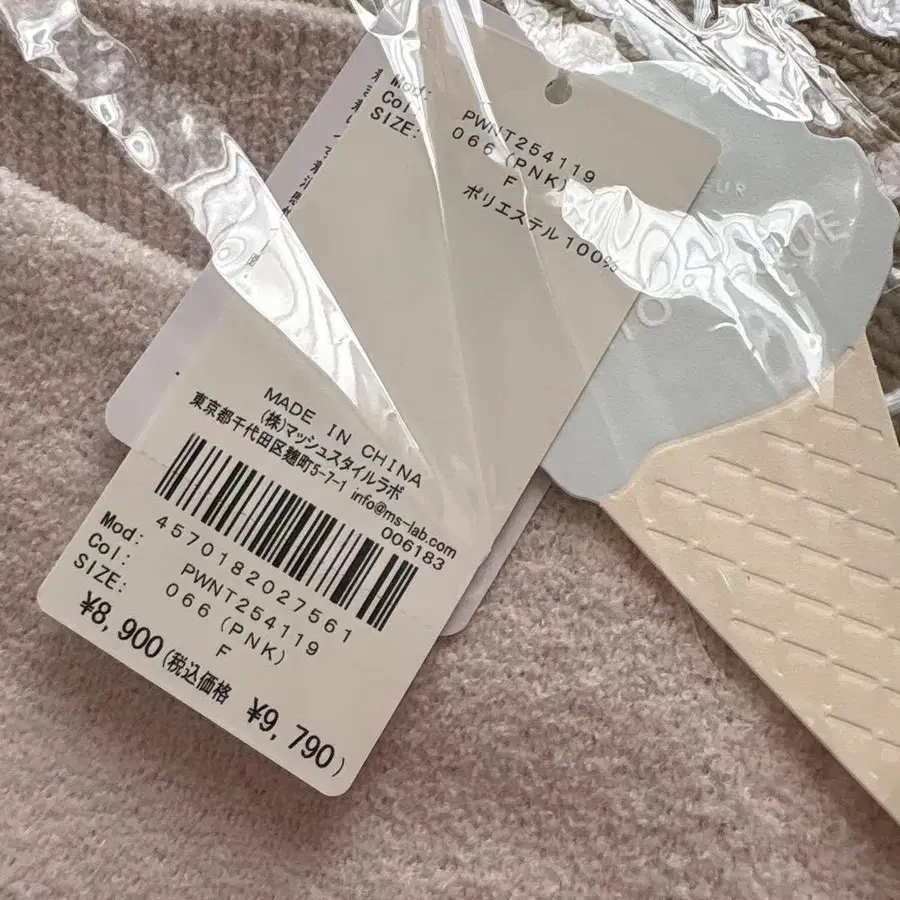 Mod: PWNT254119
Col: 066 (PNK)
SIZE: F
ポリエステル 100%
MADE IN CHINA
(株)マッシュスタイルラボ
東京都千代田区麹町5-7-1 info@ms-lab.com
006183
4570182027561
Mod: PWNT254119
Col: 066 (PNK)
SIZE: F
¥8,900(税込価格 ¥9,790)